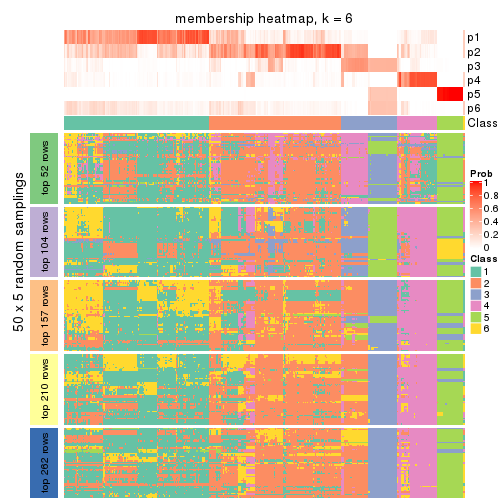 membership heatmap, k = 6
p1
p2
p3
p4
p5
p6
Class
50 x 5 random samplings
top 52 rows
top 104 rows
top 157 rows
top 210 rows
top 262 rows
Prob
1
0.8
0.6
0.4
0.2
0
Class
1
2
3
4
5
6